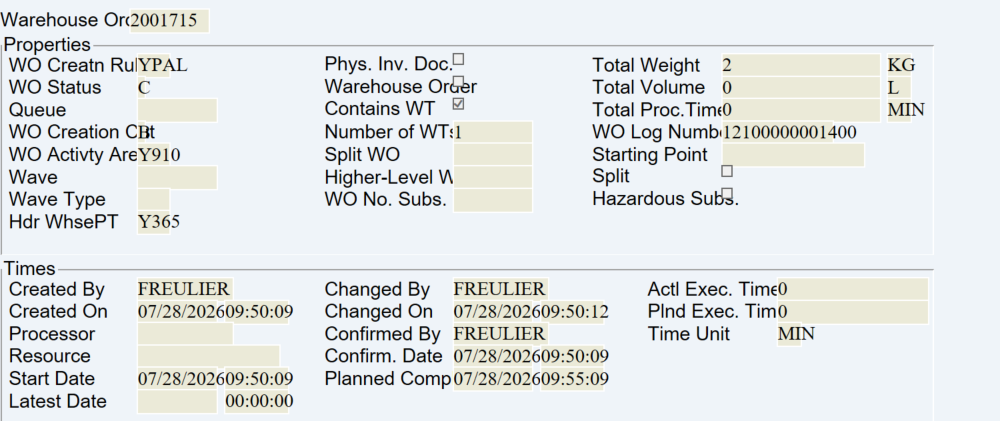 Warehouse Orc 2001715
Properties
WO Creatn Rul YPAL Phys. Inv. Doc. Total Weight 2 KG
WO Status C Warehouse Order Total Volume 0 L
Queue Contains WT Total Proc.Time 0 MIN
WO Creation Cat B Number of WTs 1 WO Log Numb 12100000001400
WO Activty Are Y910 Split WO Starting Point
Wave Higher-Level W Split
Wave Type WO No. Subs. Hazardous Subs.
Hdr WhsePT Y365
Times
Created By FREULIER Changed By FREULIER Actl Exec. Time 0
Created On 07/28/2026 09:50:09 Changed On 07/28/2026 09:50:12 Plnd Exec. Tim 0
Processor Confirmed By FREULIER Time Unit MIN
Resource Confirm. Date 07/28/2026 09:50:09
Start Date 07/28/2026 09:50:09 Planned Comp 07/28/2026 09:55:09
Latest Date 00:00:00